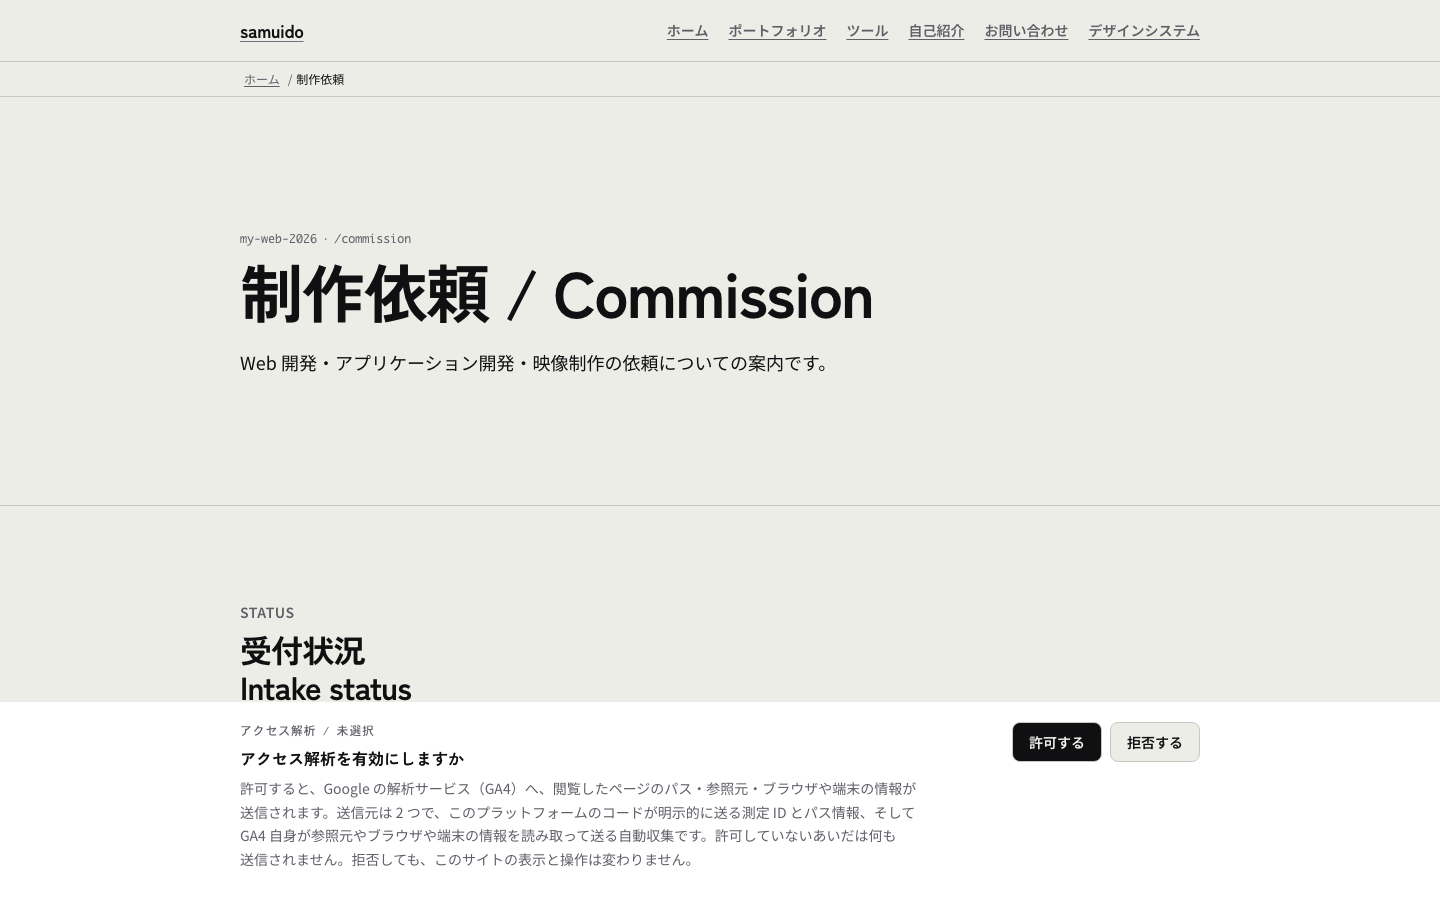 samuido
ホーム ポートフォリオ ツール 自己紹介 お問い合わせ デザインシステム
ホーム / 制作依頼
my-web-2026 · /commission
制作依頼 / Commission
Web 開発・アプリケーション開発・映像制作の依頼についての案内です。
STATUS
受付状況
Intake status
アクセス解析 / 未選択
アクセス解析を有効にしますか
許可すると、Google の解析サービス（GA4）へ、閲覧したページのパス・参照元・ブラウザや端末の情報が
送信されます。送信元は 2 つで、このプラットフォームのコードが明示的に送る測定 ID とパス情報、そして
GA4 自身が参照元やブラウザや端末の情報を読み取って送る自動収集です。許可していないあいだは何も
送信されません。拒否しても、このサイトの表示と操作は変わりません。
許可する 拒否する